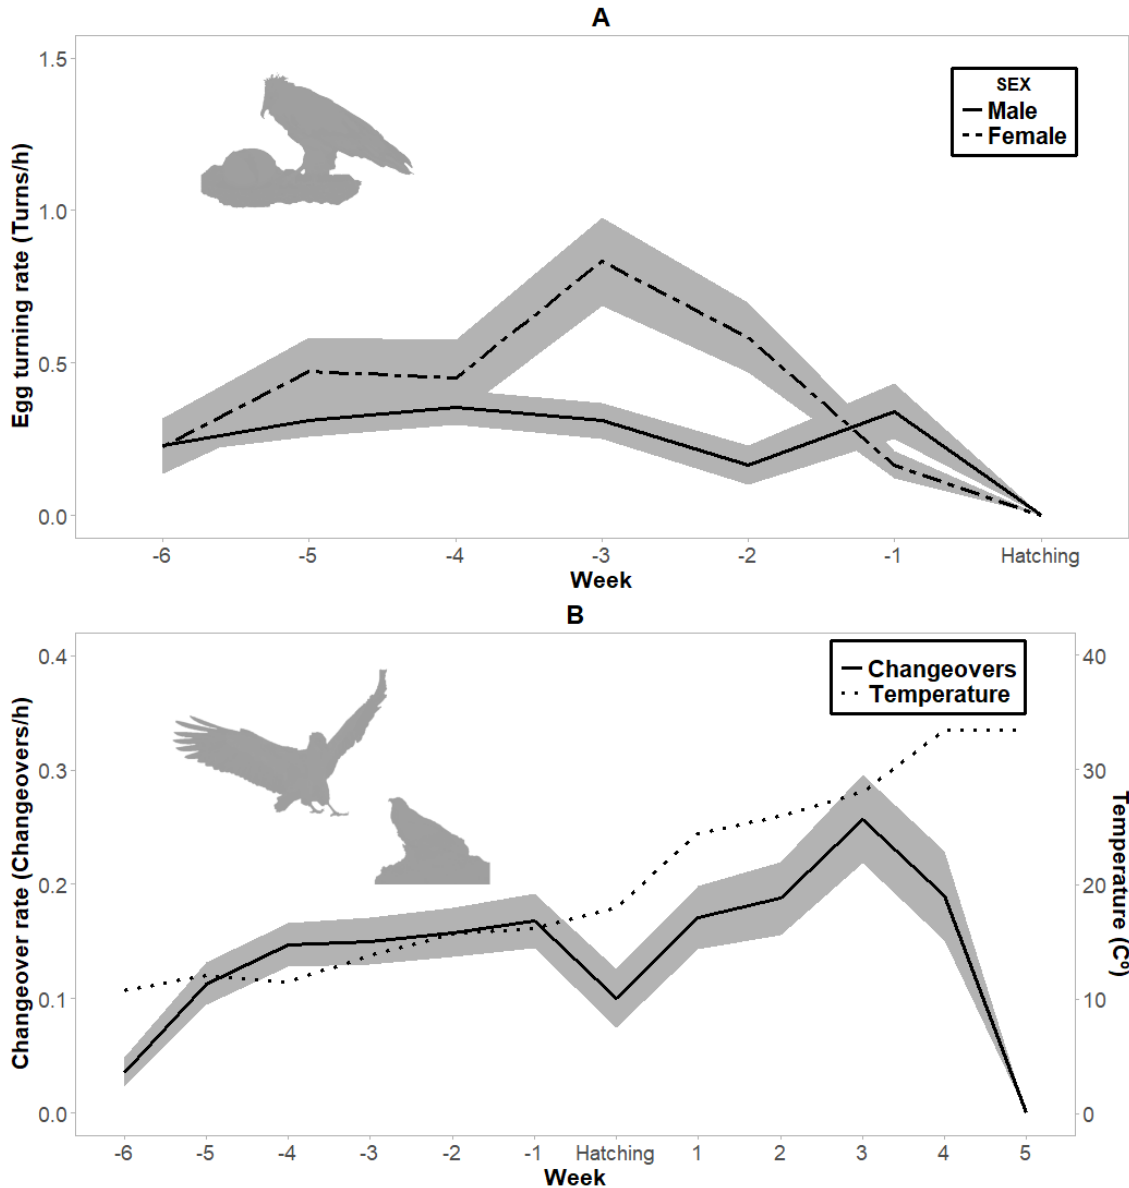 A
Egg turning rate (Turns/h)
1.5
1.0
0.5
0.0
SEX
Male
Female
-6 -5 -4 -3 -2 -1 Hatching
Week
B
Changeover rate (Changeovers/h)
0.4
0.3
0.2
0.1
0.0
Changeovers
Temperature
40
30
20
10
0
Temperature (Cº)
-6 -5 -4 -3 -2 -1 Hatching 1 2 3 4 5
Week